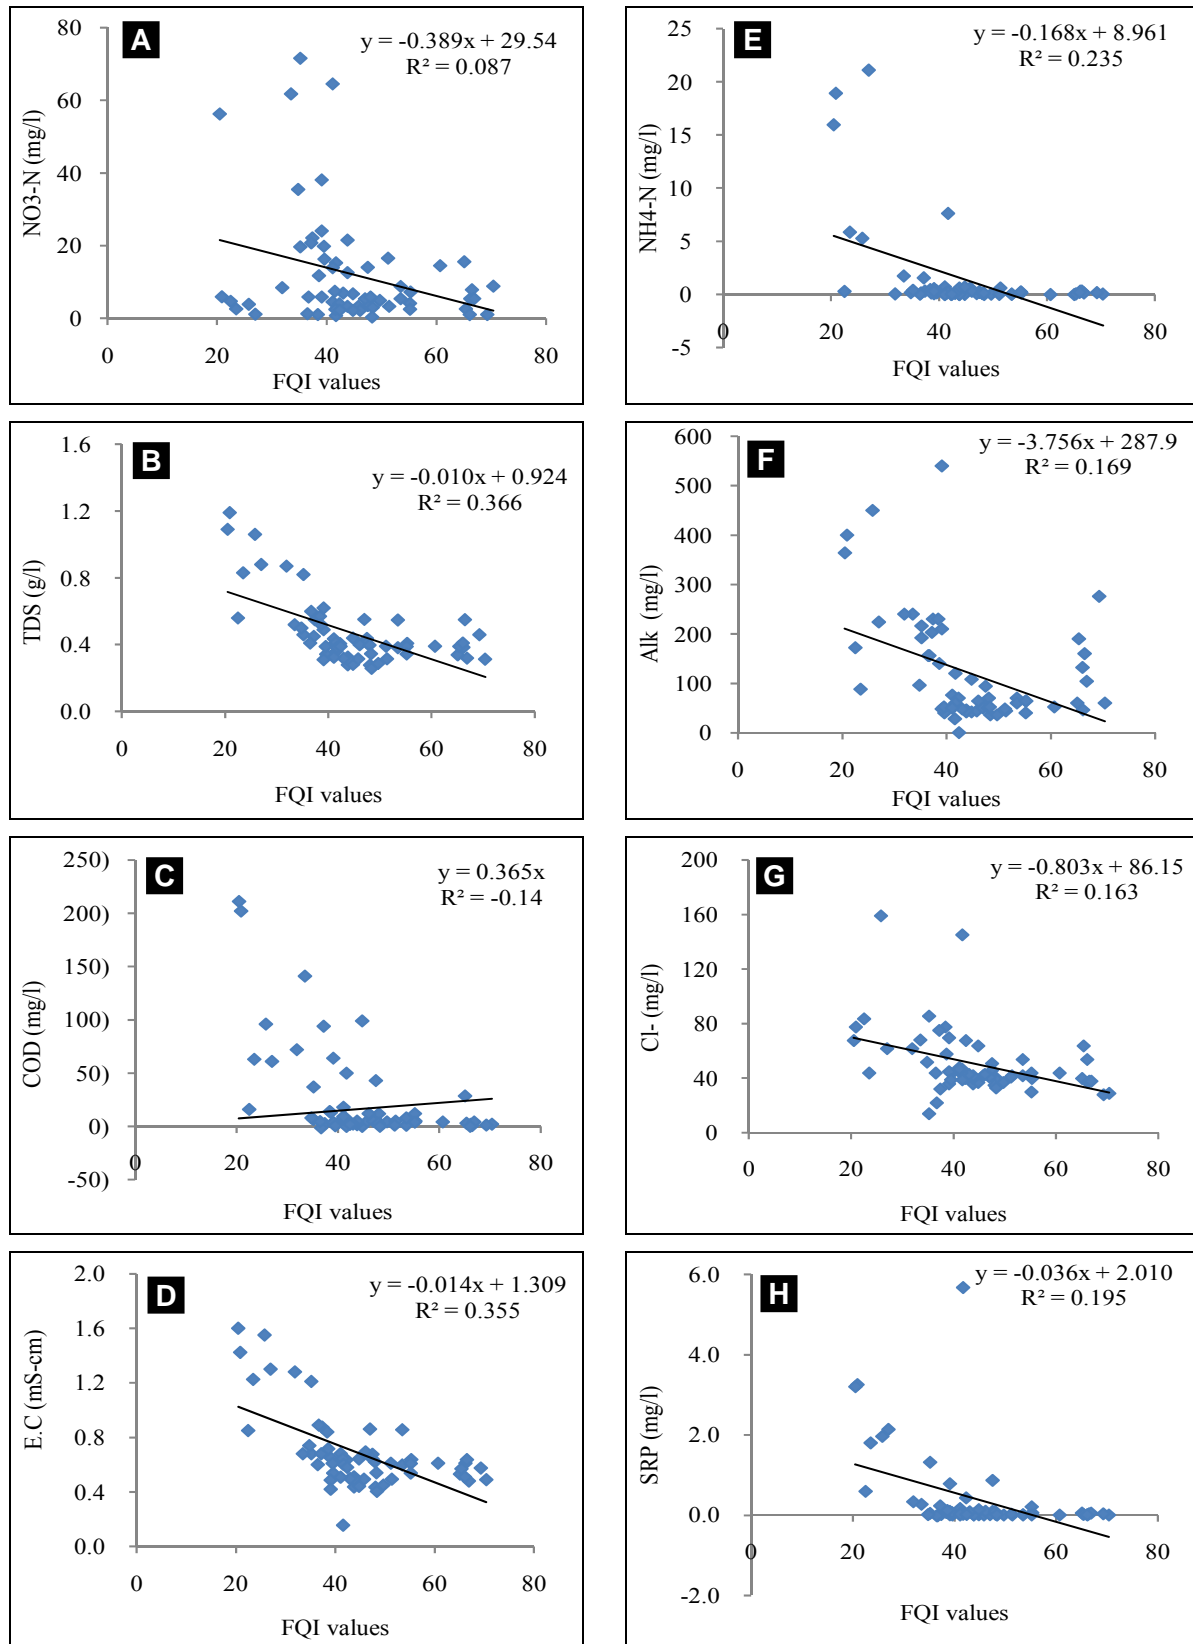 A
y = -0.389x + 29.54
R² = 0.087
NO3-N (mg/l)
80
60
40
20
0
0 20 40 60 80
FQI values
E
y = -0.168x + 8.961
R² = 0.235
NH4-N (mg/l)
25
20
15
10
5
0
-5
0 20 40 60 80
FQI values
B
y = -0.010x + 0.924
R² = 0.366
TDS (g/l)
1.6
1.2
0.8
0.4
0.0
0 20 40 60 80
FQI values
F
y = -3.756x + 287.9
R² = 0.169
Alk (mg/l)
600
500
400
300
200
100
0
0 20 40 60 80
FQI values
C
y = 0.365x
R² = -0.14
COD (mg/l)
250)
200)
150)
100)
50)
0
-50)
0 20 40 60 80
FQI values
G
y = -0.803x + 86.15
R² = 0.163
Cl- (mg/l)
200
160
120
80
40
0
0 20 40 60 80
FQI values
D
y = -0.014x + 1.309
R² = 0.355
E.C (mS-cm)
2.0
1.6
1.2
0.8
0.4
0.0
0 20 40 60 80
FQI values
H
y = -0.036x + 2.010
R² = 0.195
SRP (mg/l)
6.0
4.0
2.0
0.0
-2.0
0 20 40 60 80
FQI values